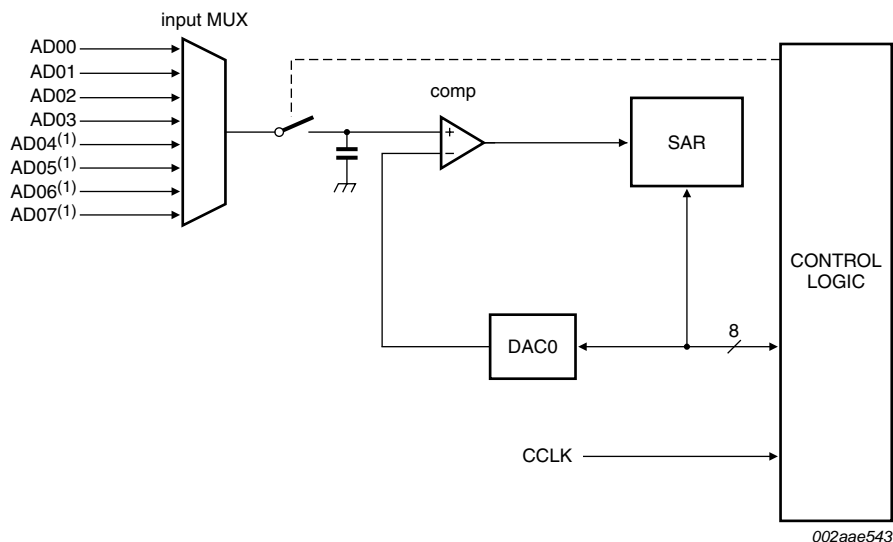 input MUX
AD00
AD01
AD02
AD03
AD04(1)
AD05(1)
AD06(1)
AD07(1)
comp
+
−
SAR
CONTROL
LOGIC
DAC0
8
CCLK
002aae543